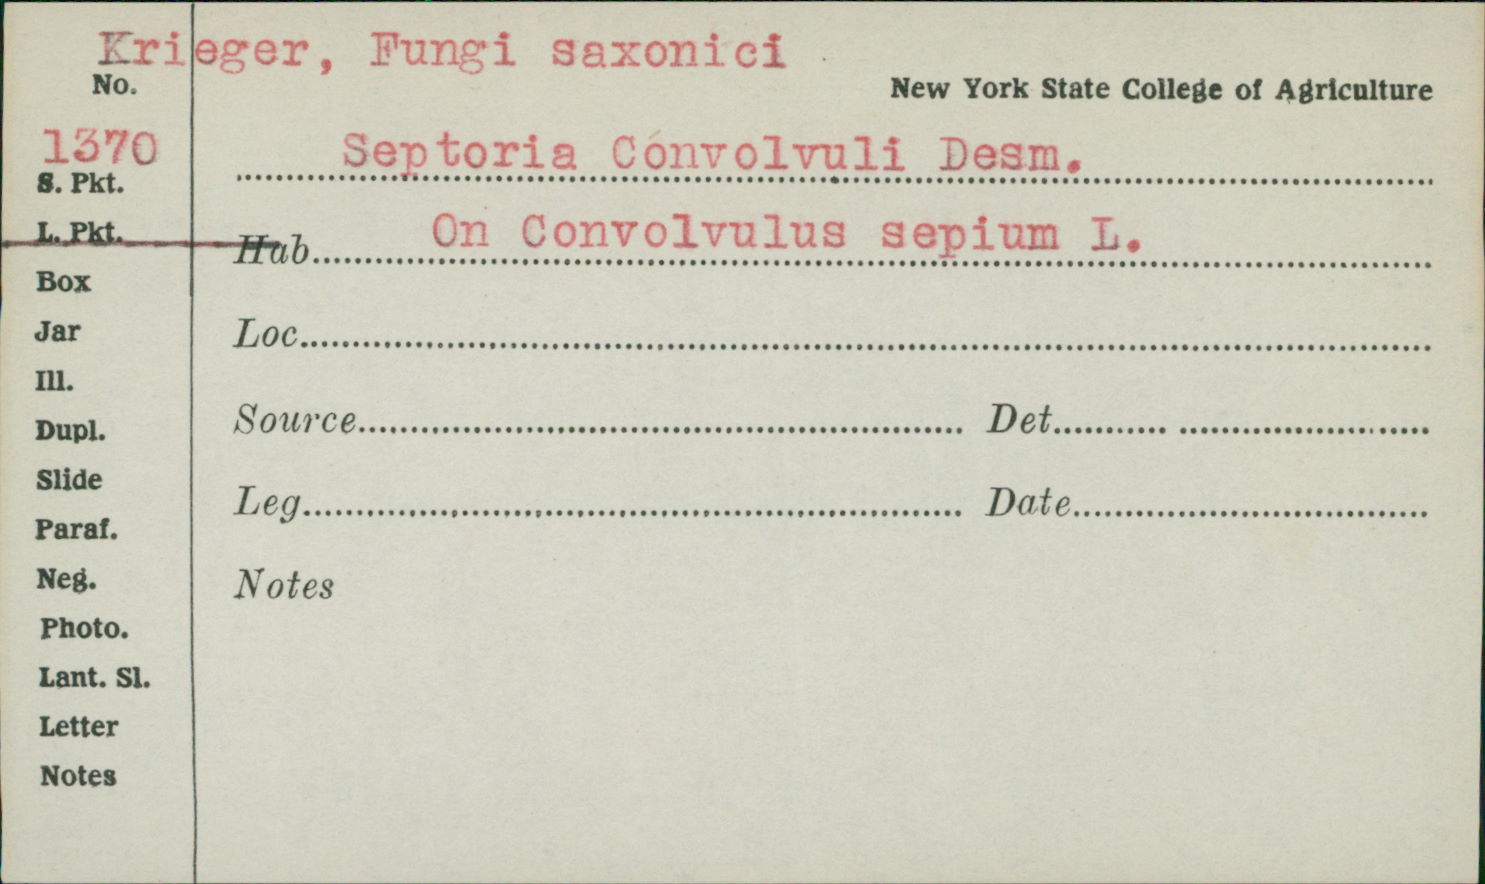 Krieger, Fungi saxonici
No.
New York State College of Agriculture
1370
Septoria Convolvuli Desm.
S. Pkt.
L. Pkt.
Hab. On Convolvulus sepium L.
Box
Jar
Loc.
Ill.
Dupl.
Source Det.
Slide
Paraf.
Leg. Date
Neg.
Notes
Photo.
Lant. Sl.
Letter
Notes